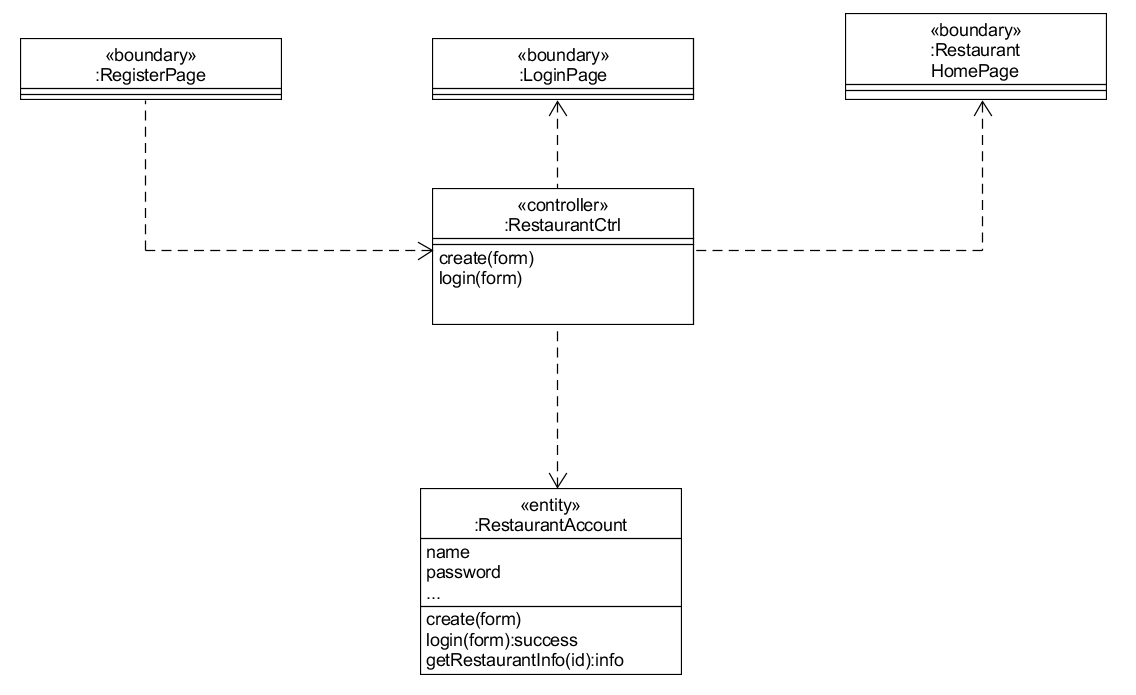 «boundary»
:RegisterPage
«boundary»
:LoginPage
«boundary»
:Restaurant
HomePage
«controller»
:RestaurantCtrl
create(form)
login(form)
«entity»
:RestaurantAccount
name
password
...
create(form)
login(form):success
getRestaurantInfo(id):info